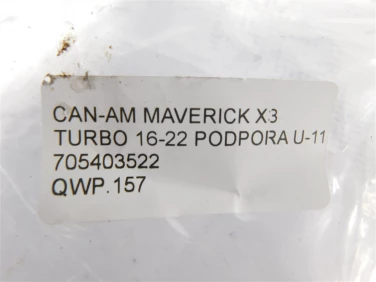 CAN-AM MAVERICK X3
TURBO 16-22 PODPORA U-11
705403522
QWP.157